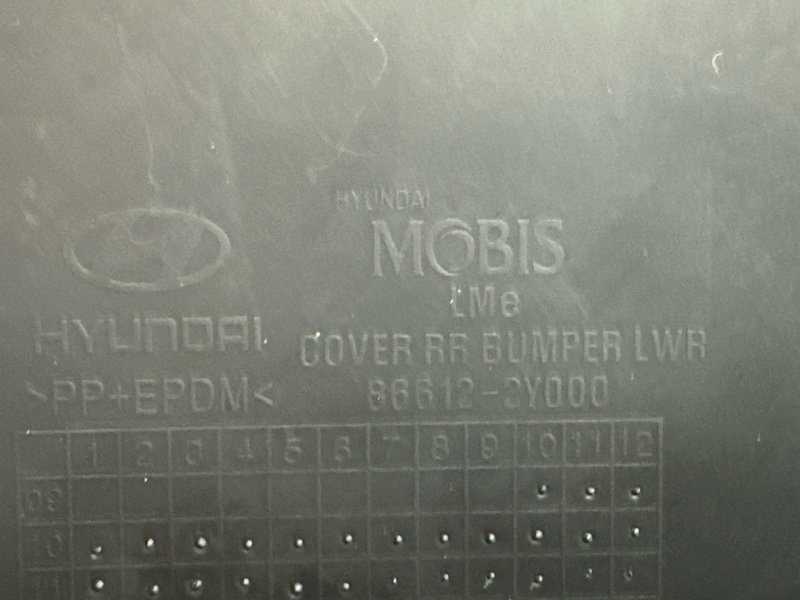 HYUNDAI
MOBIS
LMe
HYUNDAI
COVER RR BUMPER LWR
>PP+EPDM<
86612-2Y000
1 2 3 4 5 6 7 8 9 10 11 12
09
10
11